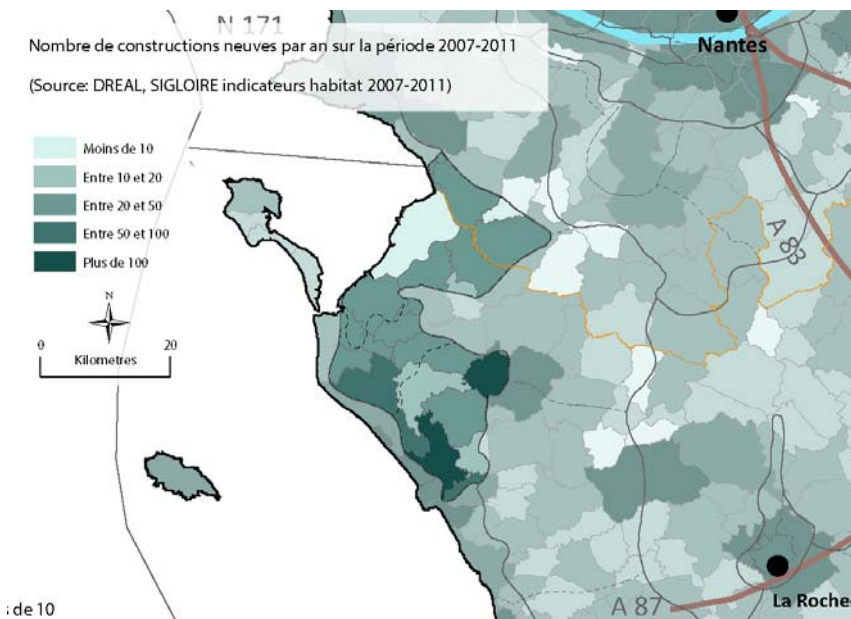 N 171
Nombre de constructions neuves par an sur la période 2007-2011
(Source: DREAL, SIGLOIRE indicateurs habitat 2007-2011)
Nantes
Moins de 10
Entre 10 et 20
Entre 20 et 50
Entre 50 et 100
Plus de 100
A 83
N
0 20
Kilometres
s de 10
A 87
La Roche-